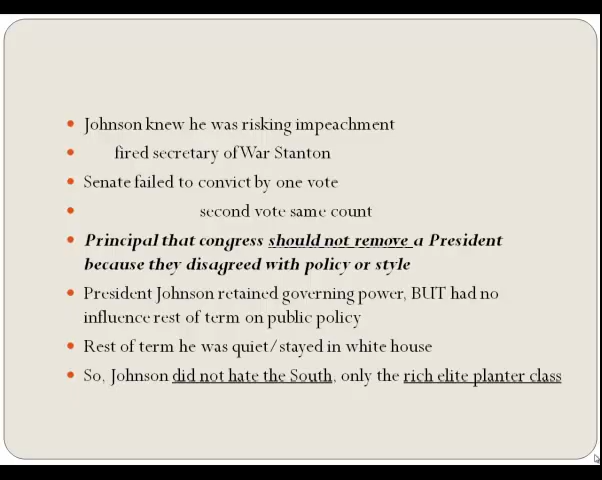 Johnson knew he was risking impeachment
fired secretary of War Stanton
Senate failed to convict by one vote
second vote same count
Principal that congress should not remove a President
because they disagreed with policy or style
President Johnson retained governing power, BUT had no
influence rest of term on public policy
Rest of term he was quiet/stayed in white house
So, Johnson did not hate the South, only the rich elite planter class